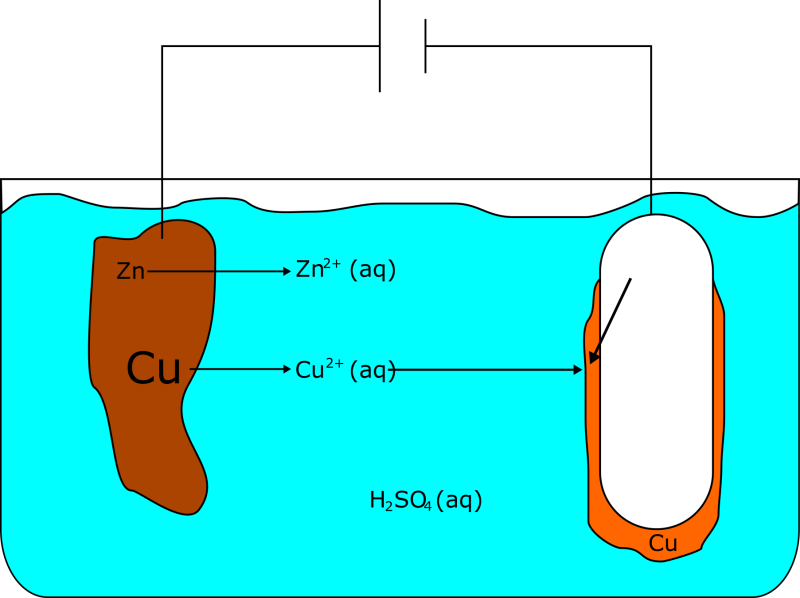 Zn
Zn²⁺ (aq)
Cu
Cu²⁺ (aq)
H₂SO₄ (aq)
Cu